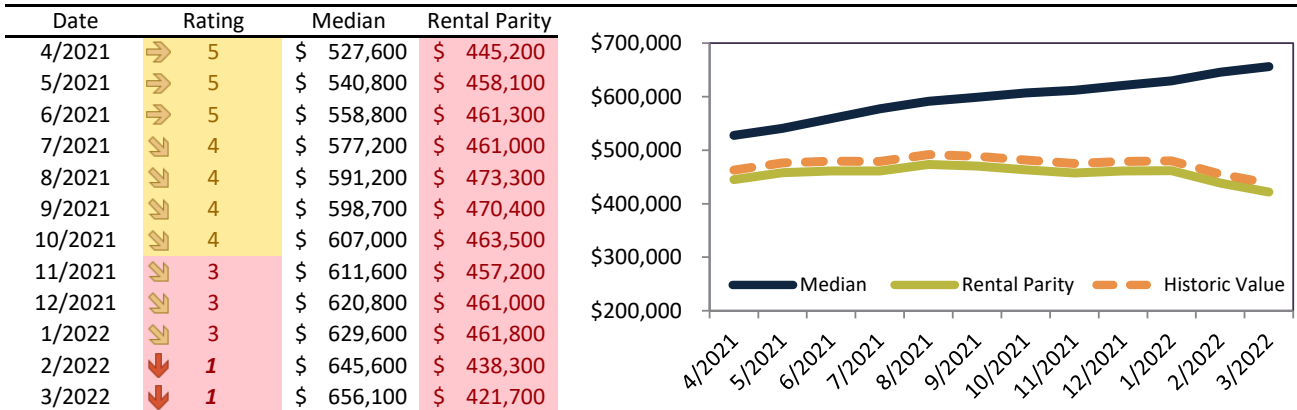 Date Rating Median Rental Parity
4/2021 5 $ 527,600 $ 445,200
5/2021 5 $ 540,800 $ 458,100
6/2021 5 $ 558,800 $ 461,300
7/2021 4 $ 577,200 $ 461,000
8/2021 4 $ 591,200 $ 473,300
9/2021 4 $ 598,700 $ 470,400
10/2021 4 $ 607,000 $ 463,500
11/2021 3 $ 611,600 $ 457,200
12/2021 3 $ 620,800 $ 461,000
1/2022 3 $ 629,600 $ 461,800
2/2022 1 $ 645,600 $ 438,300
3/2022 1 $ 656,100 $ 421,700
$700,000
$600,000
$500,000
$400,000
$300,000
$200,000
Median Rental Parity Historic Value
4/2021 5/2021 6/2021 7/2021 8/2021 9/2021 10/2021 11/2021 12/2021 1/2022 2/2022 3/2022